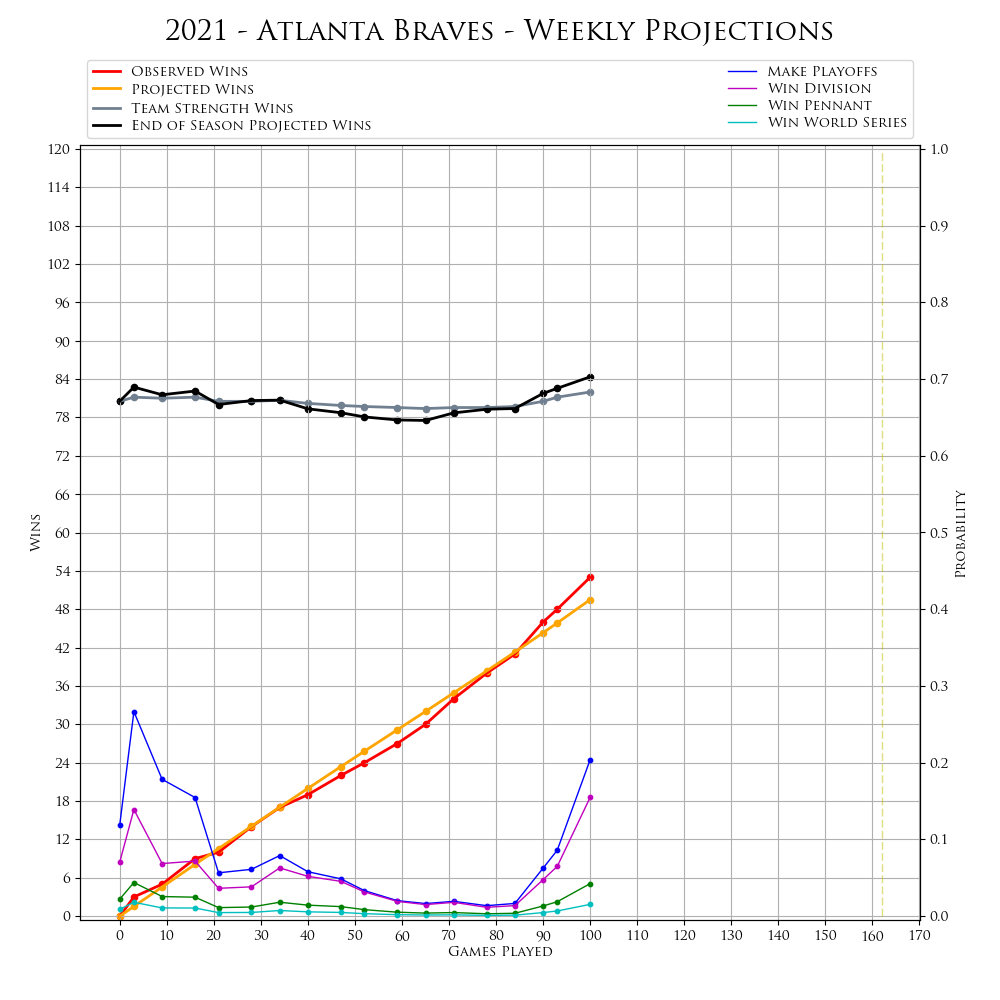 2021 - Atlanta Braves - Weekly Projections
Observed Wins
Projected Wins
Team Strength Wins
End of Season Projected Wins
Make Playoffs
Win Division
Win Pennant
Win World Series
120
114
108
102
96
90
84
78
72
66
60
54
48
42
36
30
24
18
12
6
0
Wins
1.0
0.9
0.8
0.7
0.6
0.5
0.4
0.3
0.2
0.1
0.0
Probability
0 10 20 30 40 50 60 70 80 90 100 110 120 130 140 150 160 170
Games Played